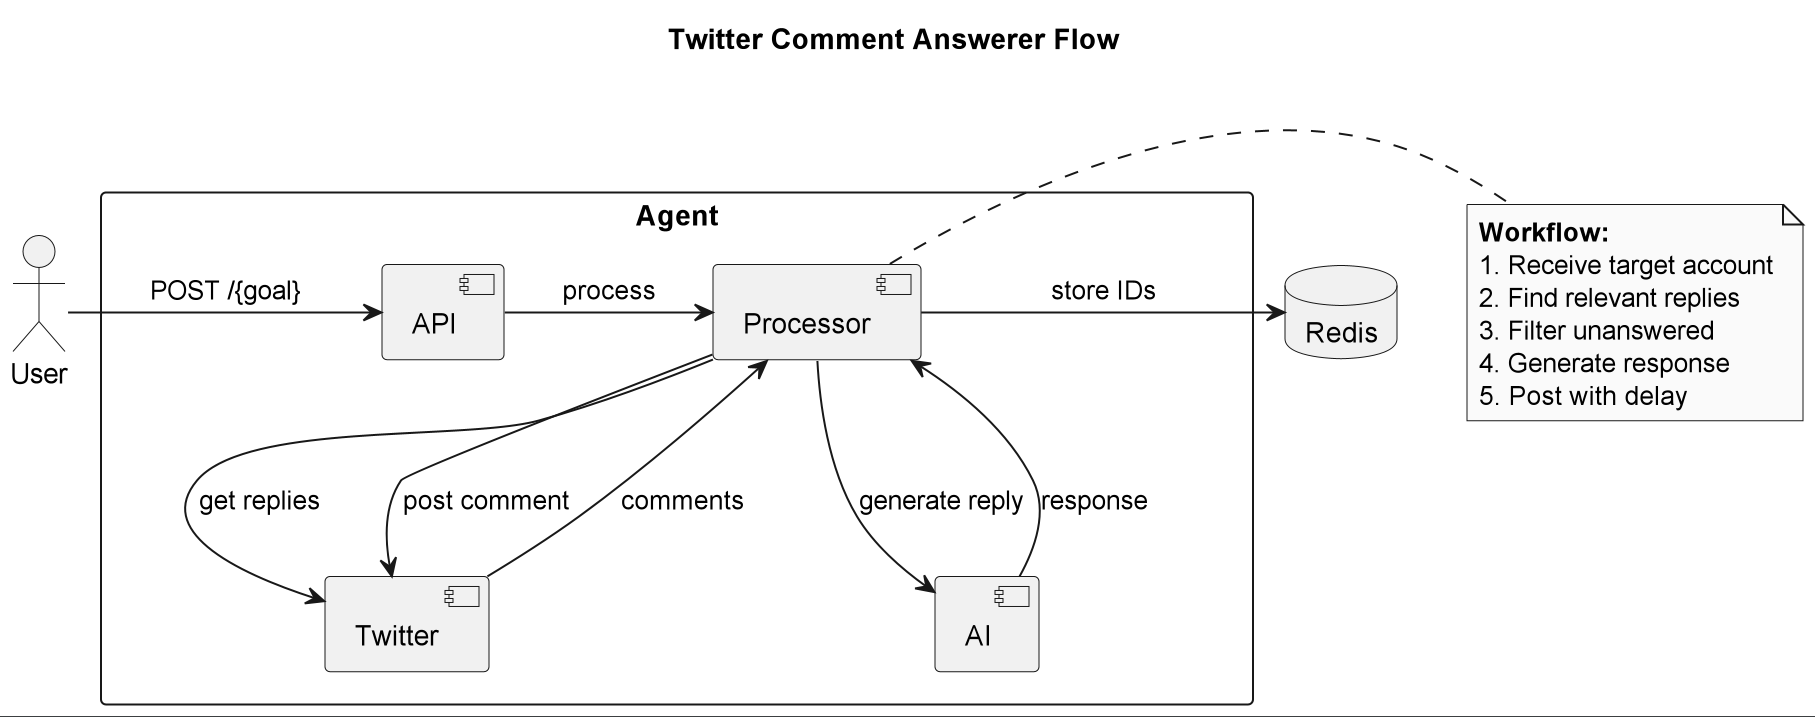 Twitter Comment Answerer Flow
Agent
User
POST /{goal}
API
process
Processor
store IDs
Redis
Workflow:
1. Receive target account
2. Find relevant replies
3. Filter unanswered
4. Generate response
5. Post with delay
get replies
post comment
comments
generate reply
response
Twitter
AI